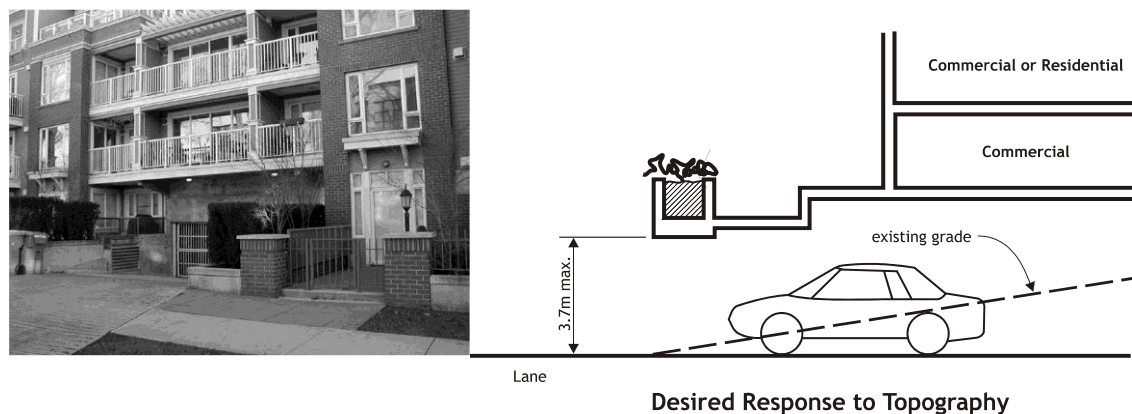 Commercial or Residential
Commercial
existing grade
3.7m max.
Lane
Desired Response to Topography